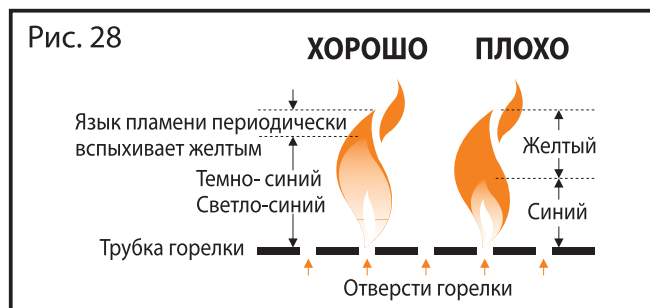 Рис. 28
ХОРОШО ПЛОХО
Язык пламени периодически
вспыхивает желтым
Желтый
Темно- синий
Светло-синий
Синий
Трубка горелки
Отверсти горелки